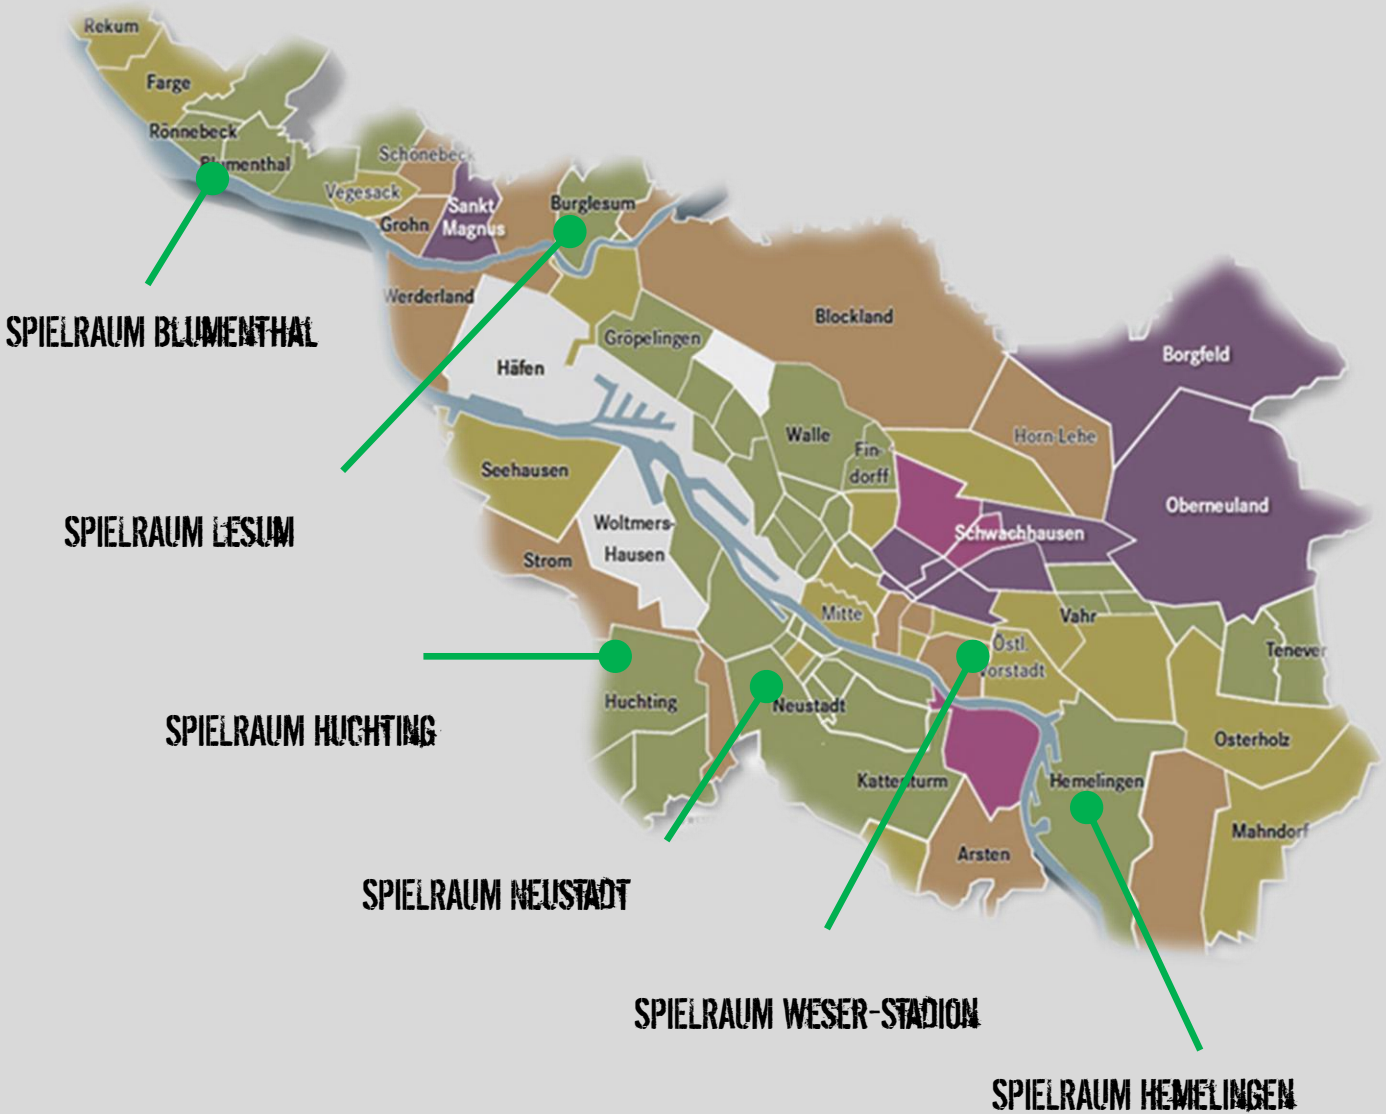 Rekum
Farge
Rönnebeck
Blumenthal
Schönebeck
Vegesack
Sankt
Magnus
Grohn
Burglesum
Werderland
Blockland
Gröpelingen
Häfen
Borgfeld
Walle
Fin-
dorff
Horn-Lehe
Seehausen
Oberneuland
Woltmers-
Hausen
Schwachhausen
Strom
Mitte
Vahr
Östl.
Vorstadt
Tenever
Huchting
Neustadt
Osterholz
Kattenturm
Hemelingen
Mahndorf
Arsten
SPIELRAUM BLUMENTHAL
SPIELRAUM LESUM
SPIELRAUM HUCHTING
SPIELRAUM NEUSTADT
SPIELRAUM WESER-STADION
SPIELRAUM HEMELINGEN